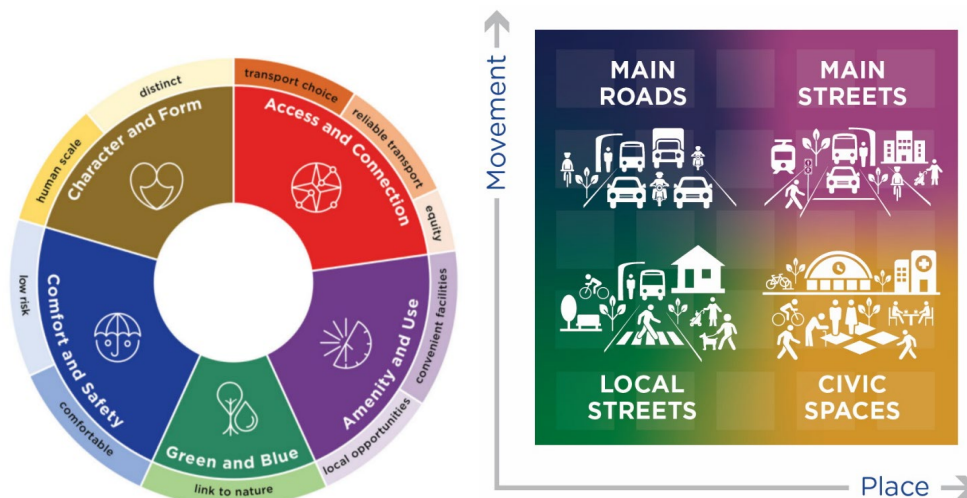 Character and Form
distinct
human scale
Access and Connection
transport choice
reliable transport
equity
Amenity and Use
convenient facilities
local opportunities
Green and Blue
link to nature
Comfort and Safety
comfortable
low risk
Movement
Place
MAIN
ROADS
MAIN
STREETS
LOCAL
STREETS
CIVIC
SPACES